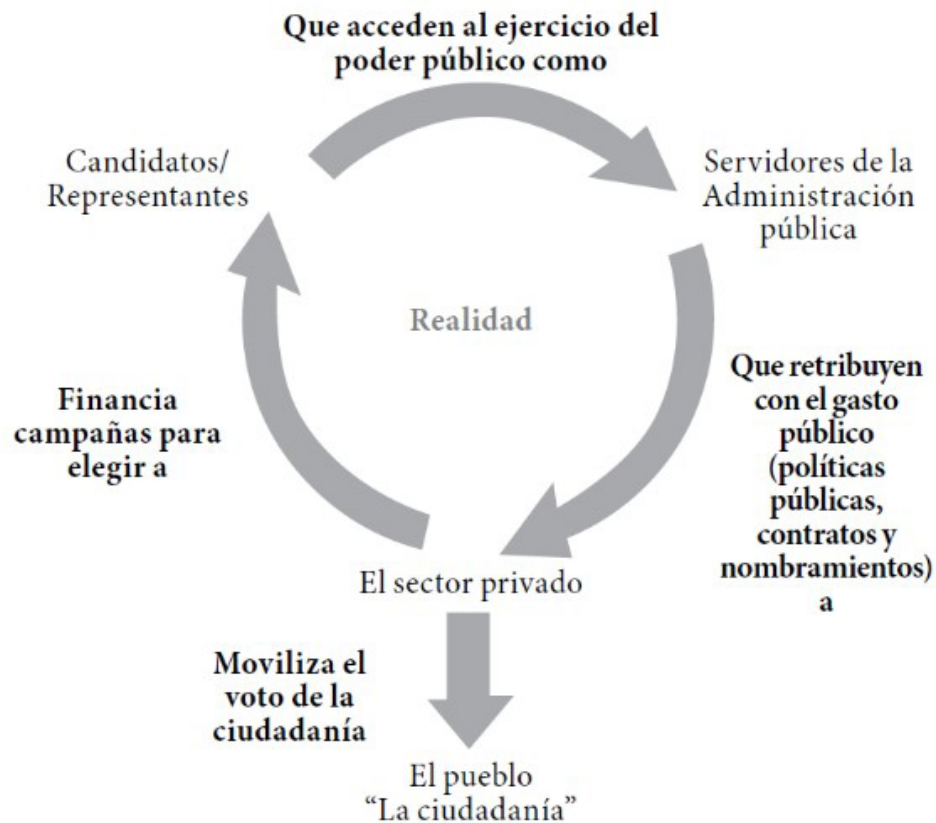 Que acceden al ejercicio del
poder público como
Candidatos/
Representantes
Servidores de la
Administración
pública
Realidad
Financia
campañas para
elegir a
Que retribuyen
con el gasto
público
(políticas
públicas,
contratos y
nombramientos)
a
El sector privado
Moviliza el
voto de la
ciudadanía
El pueblo
“La ciudadanía”